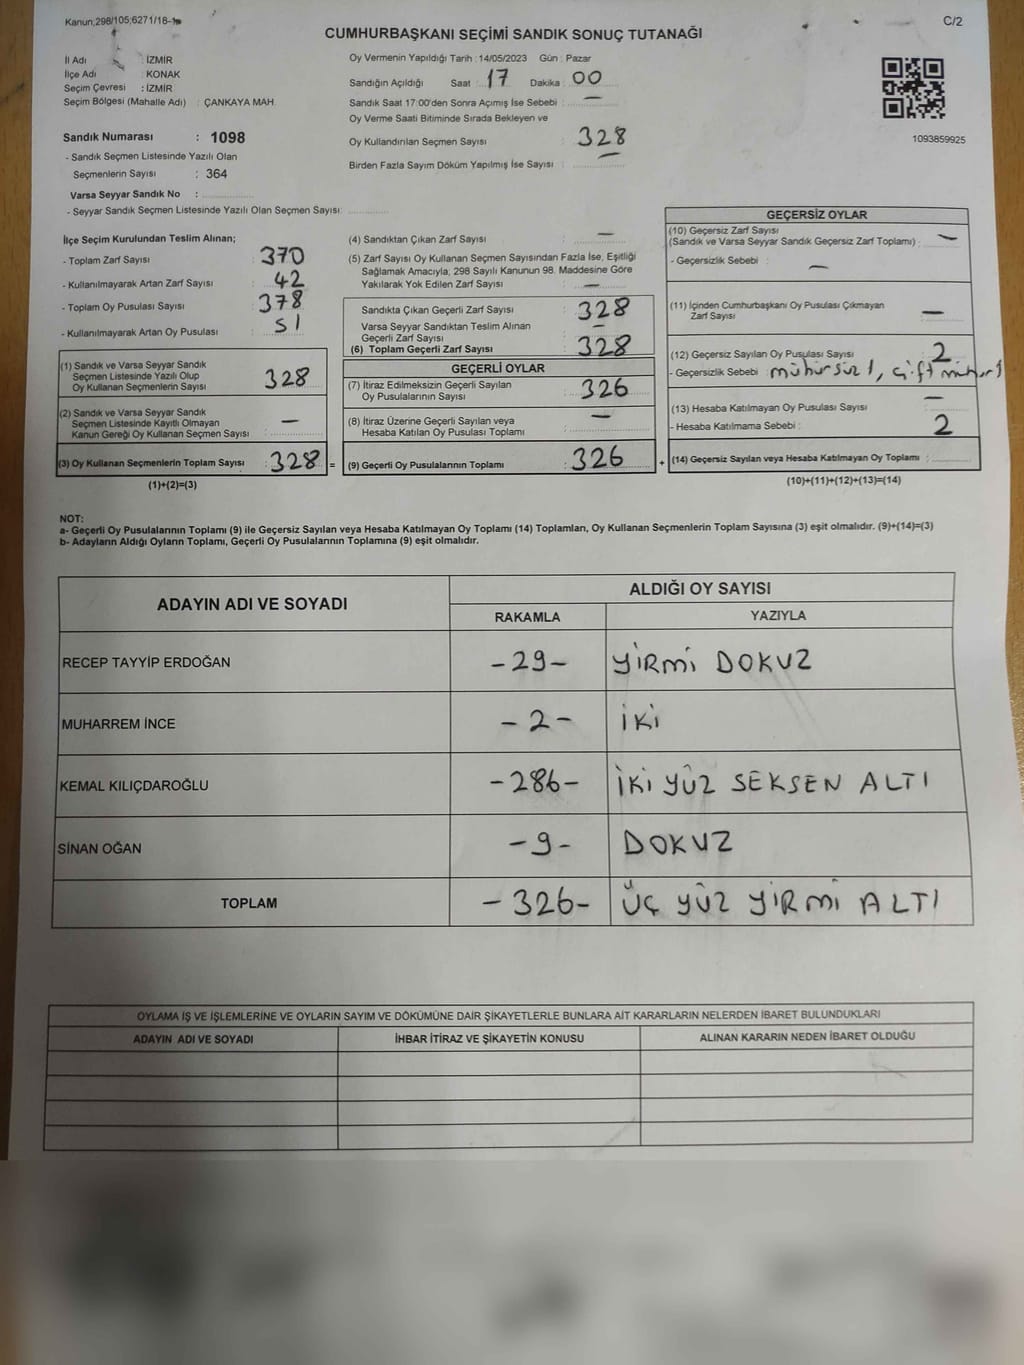 Kanun;298/105;6271/18-1
C/2
CUMHURBAŞKANI SEÇİMİ SANDIK SONUÇ TUTANAĞI
İl Adı : İZMİR
İlçe Adı : KONAK
Seçim Çevresi : İZMİR
Seçim Bölgesi (Mahalle Adı) : ÇANKAYA MAH.
Sandık Numarası : 1098
- Sandık Seçmen Listesinde Yazılı Olan
Seçmenlerin Sayısı : 364
Varsa Seyyar Sandık No :
- Seyyar Sandık Seçmen Listesinde Yazılı Olan Seçmen Sayısı:
Oy Vermenin Yapıldığı Tarih : 14/05/2023 Gün : Pazar
Sandığın Açıldığı Saat : 17 Dakika : 00
Sandık Saat 17:00'den Sonra Açımış İse Sebebi : —
Oy Verme Saati Bitiminde Sırada Bekleyen ve
Oy Kullandırılan Seçmen Sayısı : 328
Birden Fazla Sayım Döküm Yapılmış İse Sayısı : —
1093859925
İlçe Seçim Kurulundan Teslim Alınan;
- Toplam Zarf Sayısı : 370
- Kullanılmayarak Artan Zarf Sayısı : 42
- Toplam Oy Pusulası Sayısı : 378
- Kullanılmayarak Artan Oy Pusulası : 51
(1) Sandık ve Varsa Seyyar Sandık
Seçmen Listesinde Yazılı Olup
Oy Kullanan Seçmenlerin Sayısı : 328
(2) Sandık ve Varsa Seyyar Sandık
Seçmen Listesinde Kayıtlı Olmayan
Kanun Gereği Oy Kullanan Seçmen Sayısı : —
(3) Oy Kullanan Seçmenlerin Toplam Sayısı : 328 =
(1)+(2)=(3)
(4) Sandıktan Çıkan Zarf Sayısı : —
(5) Zarf Sayısı Oy Kullanan Seçmen Sayısından Fazla İse, Eşitliği
Sağlamak Amacıyla; 298 Sayılı Kanunun 98. Maddesine Göre
Yakılarak Yok Edilen Zarf Sayısı : —
Sandıkta Çıkan Geçerli Zarf Sayısı : 328
Varsa Seyyar Sandıktan Teslim Alınan
Geçerli Zarf Sayısı : —
(6) Toplam Geçerli Zarf Sayısı : 328
GEÇERLİ OYLAR
(7) İtiraz Edilmeksizin Geçerli Sayılan
Oy Pusulalarının Sayısı : 326
(8) İtiraz Üzerine Geçerli Sayılan veya
Hesaba Katılan Oy Pusulası Toplamı : —
(9) Geçerli Oy Pusulalarının Toplamı : 326 +
GEÇERSİZ OYLAR
(10) Geçersiz Zarf Sayısı
(Sandık ve Varsa Seyyar Sandık Geçersiz Zarf Toplamı) : —
- Geçersizlik Sebebi : —
(11) İçinden Cumhurbaşkanı Oy Pusulası Çıkmayan
Zarf Sayısı : —
(12) Geçersiz Sayılan Oy Pusulası Sayısı : 2
- Geçersizlik Sebebi : mühürsüz 1, çift mühür 1
(13) Hesaba Katılmayan Oy Pusulası Sayısı : —
- Hesaba Katılmama Sebebi : 2
(14) Geçersiz Sayılan veya Hesaba Katılmayan Oy Toplamı :
(10)+(11)+(12)+(13)=(14)
NOT:
a- Geçerli Oy Pusulalarının Toplamı (9) ile Geçersiz Sayılan veya Hesaba Katılmayan Oy Toplamı (14) Toplamları, Oy Kullanan Seçmenlerin Toplam Sayısına (3) eşit olmalıdır. (9)+(14)=(3)
b- Adayların Aldığı Oyların Toplamı, Geçerli Oy Pusulalarının Toplamına (9) eşit olmalıdır.
ADAYIN ADI VE SOYADI ALDIĞI OY SAYISI
RAKAMLA YAZIYLA
RECEP TAYYİP ERDOĞAN -29- YİRMİ DOKUZ
MUHARREM İNCE -2- İKİ
KEMAL KILIÇDAROĞLU -286- İKİ YÜZ SEKSEN ALTI
SİNAN OĞAN -9- DOKUZ
TOPLAM -326- ÜÇ YÜZ YİRMİ ALTI
OYLAMA İŞ VE İŞLEMLERİNE VE OYLARIN SAYIM VE DÖKÜMÜNE DAİR ŞİKAYETLERLE BUNLARA AİT KARARLARIN NELERDEN İBARET BULUNDUKLARI
ADAYIN ADI VE SOYADI İHBAR İTİRAZ VE ŞİKAYETİN KONUSU ALINAN KARARIN NEDEN İBARET OLDUĞU